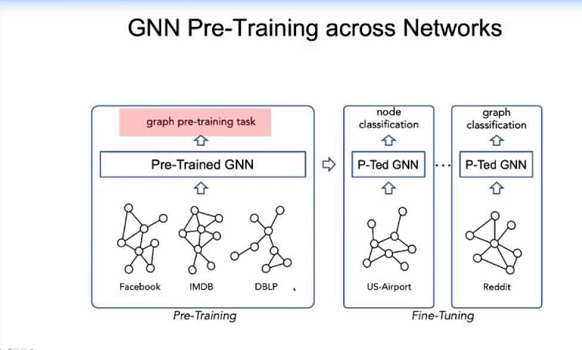 GNN Pre-Training across Networks
graph pre-training task
Pre-Trained GNN
Facebook
IMDB
DBLP
Pre-Training
node
classification
P-Ted GNN
US-Airport
...
graph
classification
P-Ted GNN
Reddit
Fine-Tuning